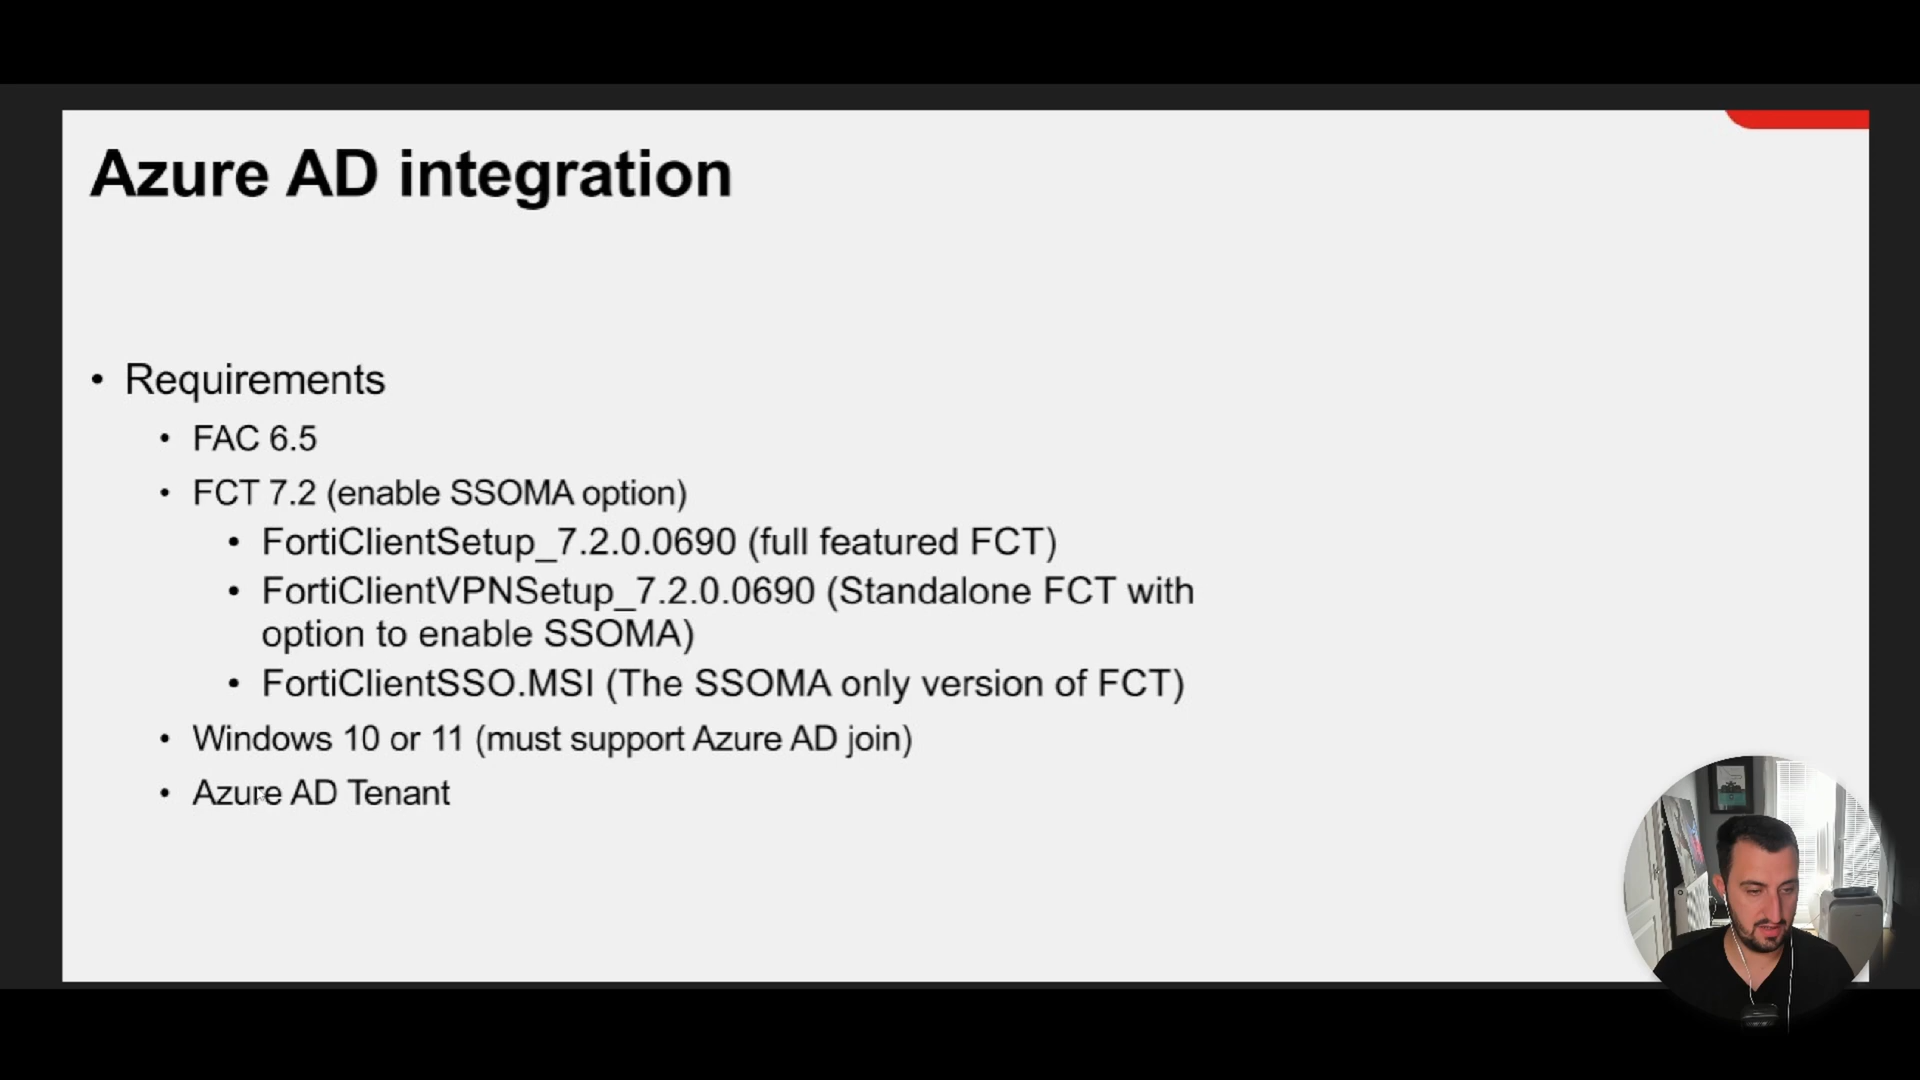 Azure AD integration
• Requirements
• FAC 6.5
• FCT 7.2 (enable SSOMA option)
• FortiClientSetup_7.2.0.0690 (full featured FCT)
• FortiClientVPNSetup_7.2.0.0690 (Standalone FCT with
option to enable SSOMA)
• FortiClientSSO.MSI (The SSOMA only version of FCT)
• Windows 10 or 11 (must support Azure AD join)
• Azure AD Tenant